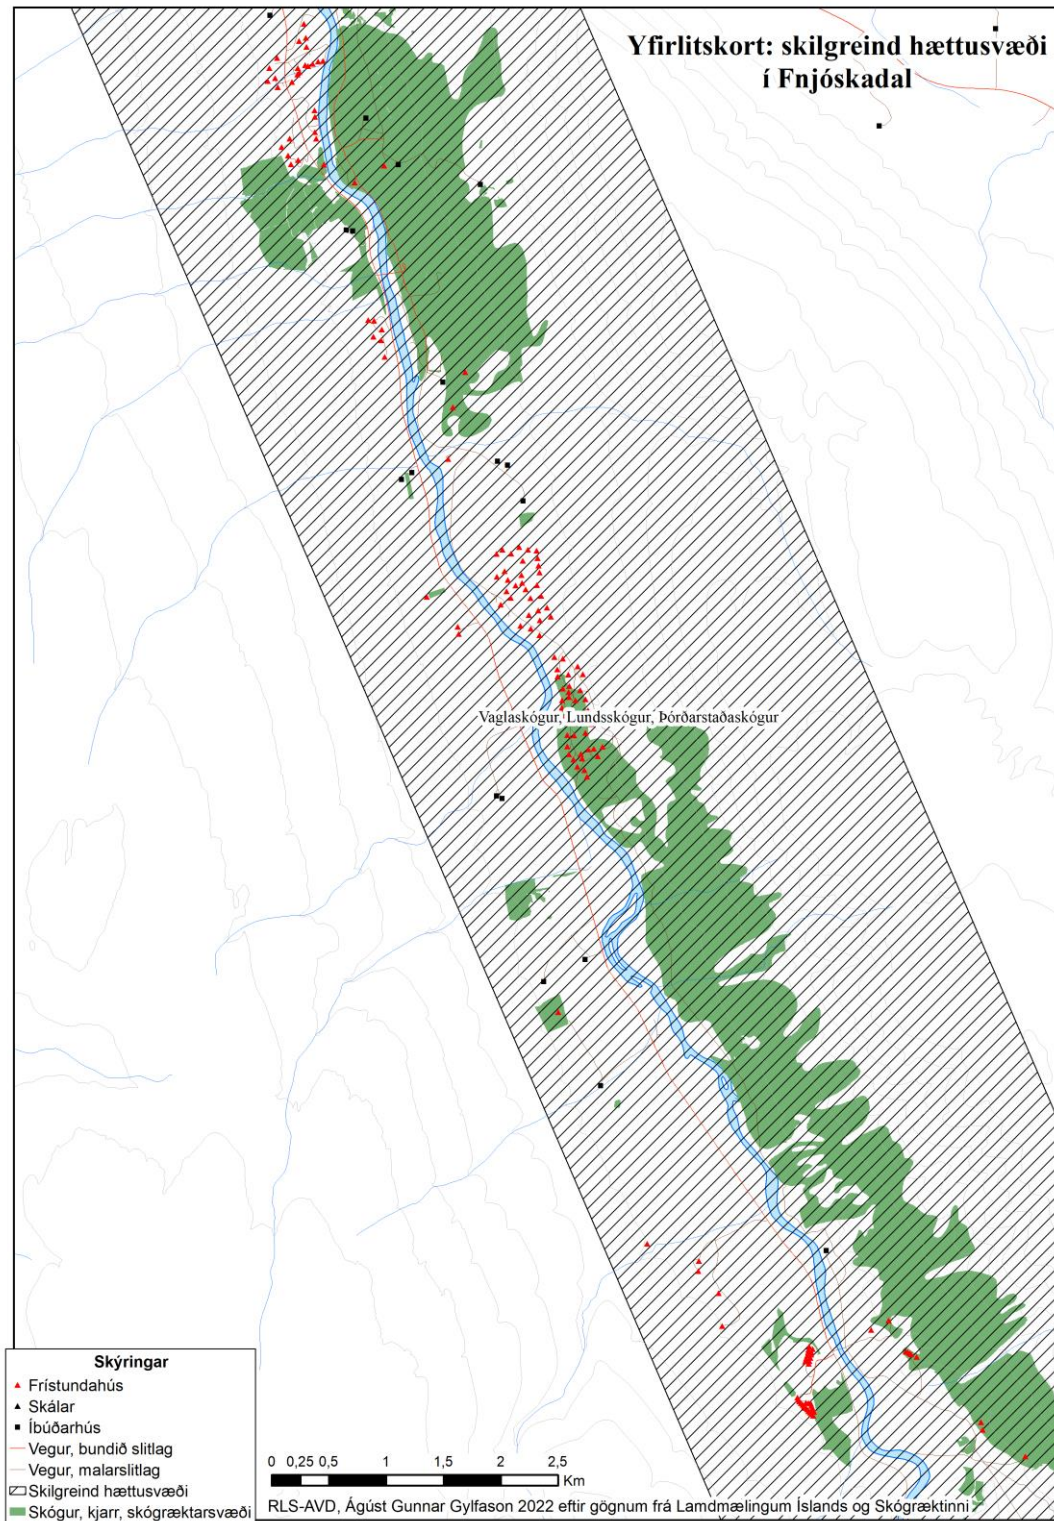 Yfirlitskort: skilgreind hættusvæði
í Fnjóskadal
Vaglaskógur, Lundsskógur, Þórðarstaðaskógur
Skýringar
Frístundahús
Skálar
Íbúðarhús
Vegur, bundið slitlag
Vegur, malarslitlag
Skilgreind hættusvæði
Skógur, kjarr, skógræktarsvæði
0 0,25 0,5 1 1,5 2 2,5
Km
RLS-AVD, Ágúst Gunnar Gylfason 2022 eftir gögnum frá Lamdmælingum Íslands og Skógræktinni